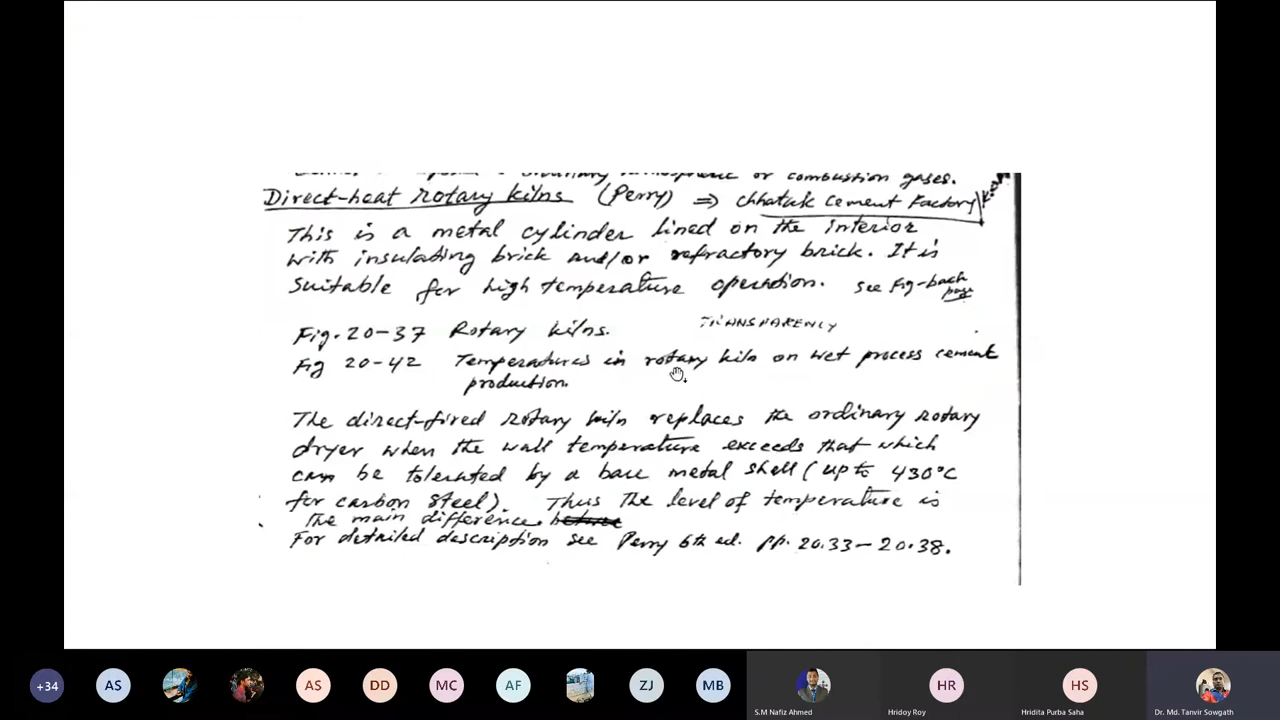 or combustion gases.
Direct-heat rotary kilns (Perry) ⇒ Chhatak Cement Factory
This is a metal cylinder lined on the interior
with insulating brick and/or refractory brick. It is
suitable for high temperature operation. see Fig-back page
Fig. 20-37 Rotary kilns. TRANSPARENCY
Fig 20-42 Temperatures in rotary kiln on wet process cement
production.
The direct-fired rotary kiln replaces the ordinary rotary
dryer when the wall temperature exceeds that which
can be tolerated by a bare metal shell (up to 430°C
for carbon steel). Thus the level of temperature is
the main difference.
For detailed description see Perry 6th ed. pp. 20.33-20.38.
+34 AS AS DD MC AF ZJ MB HR HS
S.M Nafiz Ahmed Hridoy Roy Hridita Purba Saha Dr. Md. Tanvir Sowgath